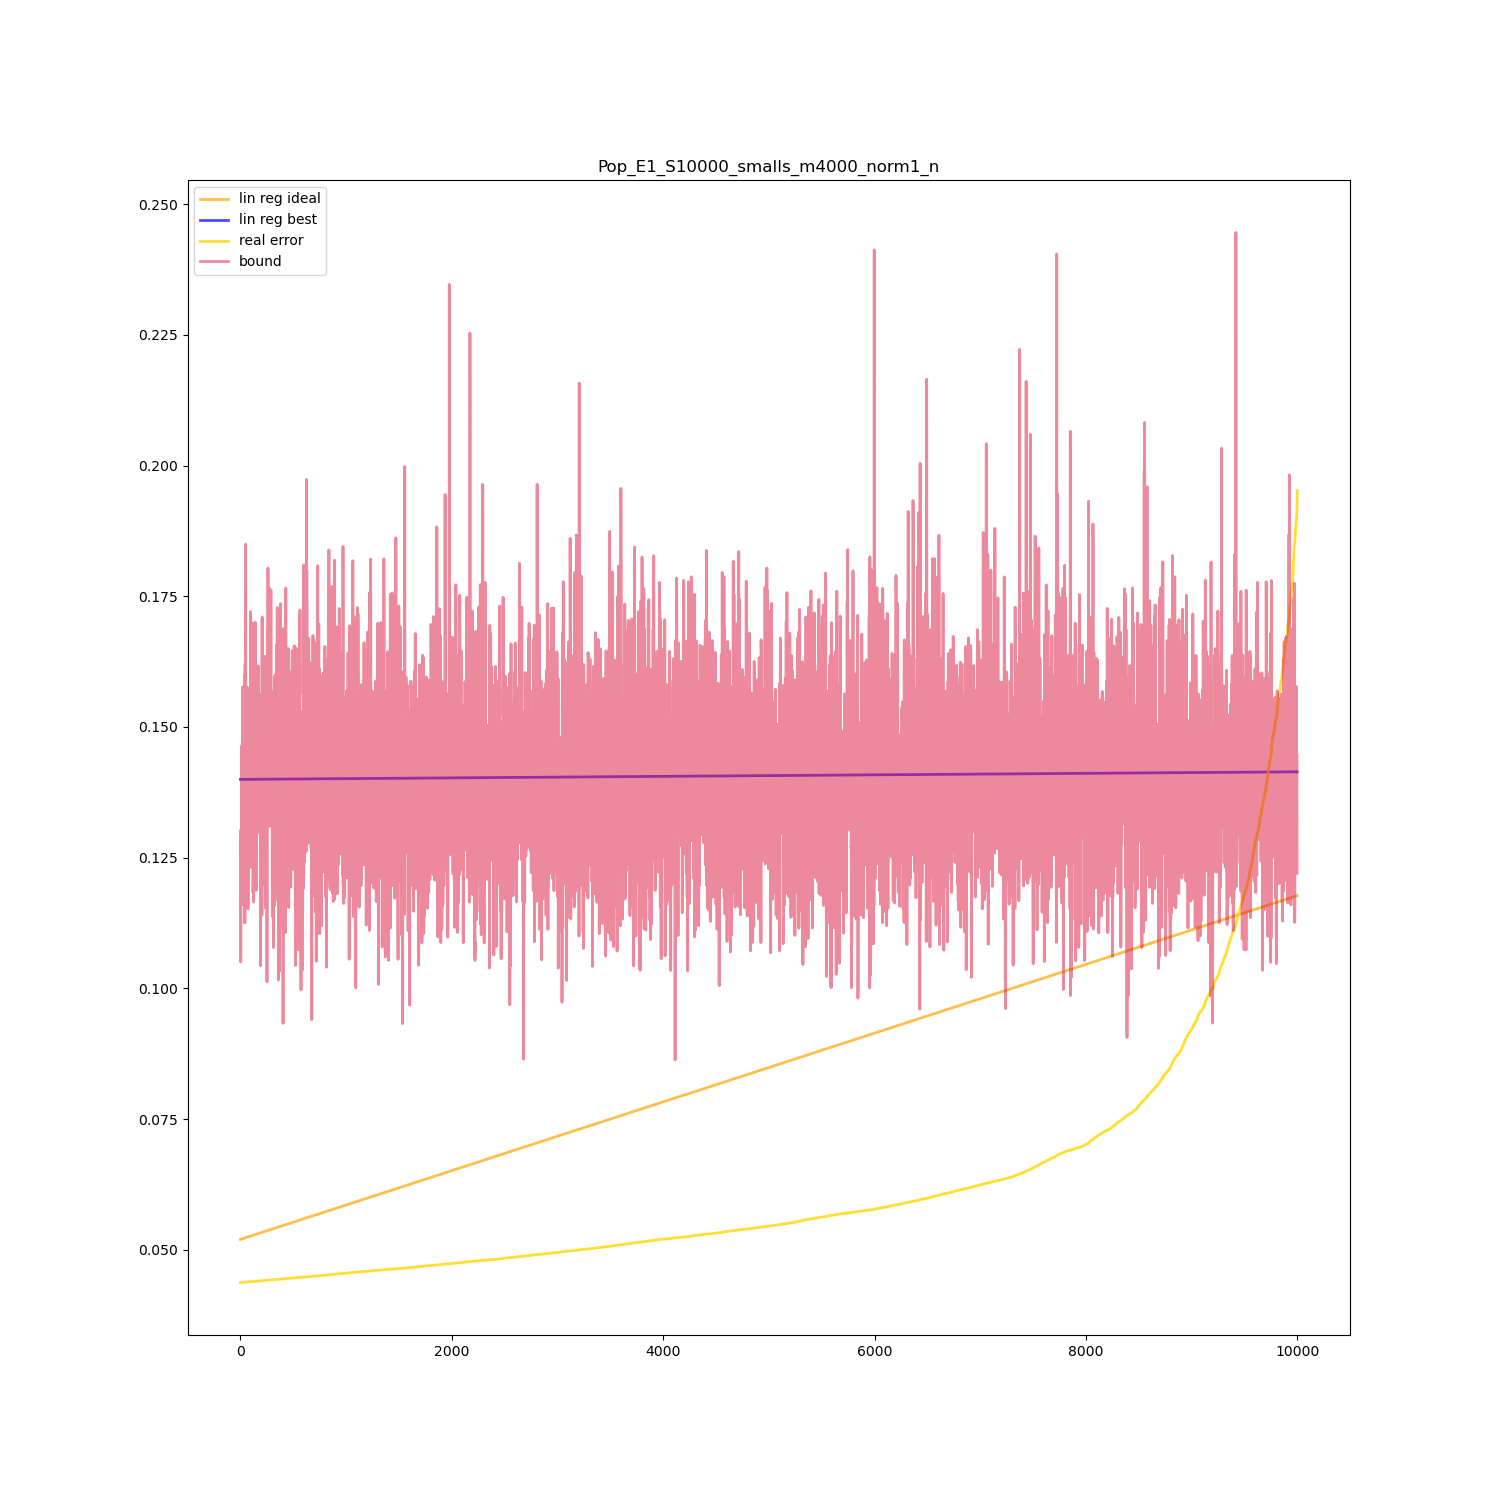 Pop_E1_S10000_smalls_m4000_norm1_n
lin reg ideal
lin reg best
real error
bound
0.250
0.225
0.200
0.175
0.150
0.125
0.100
0.075
0.050
0 2000 4000 6000 8000 10000